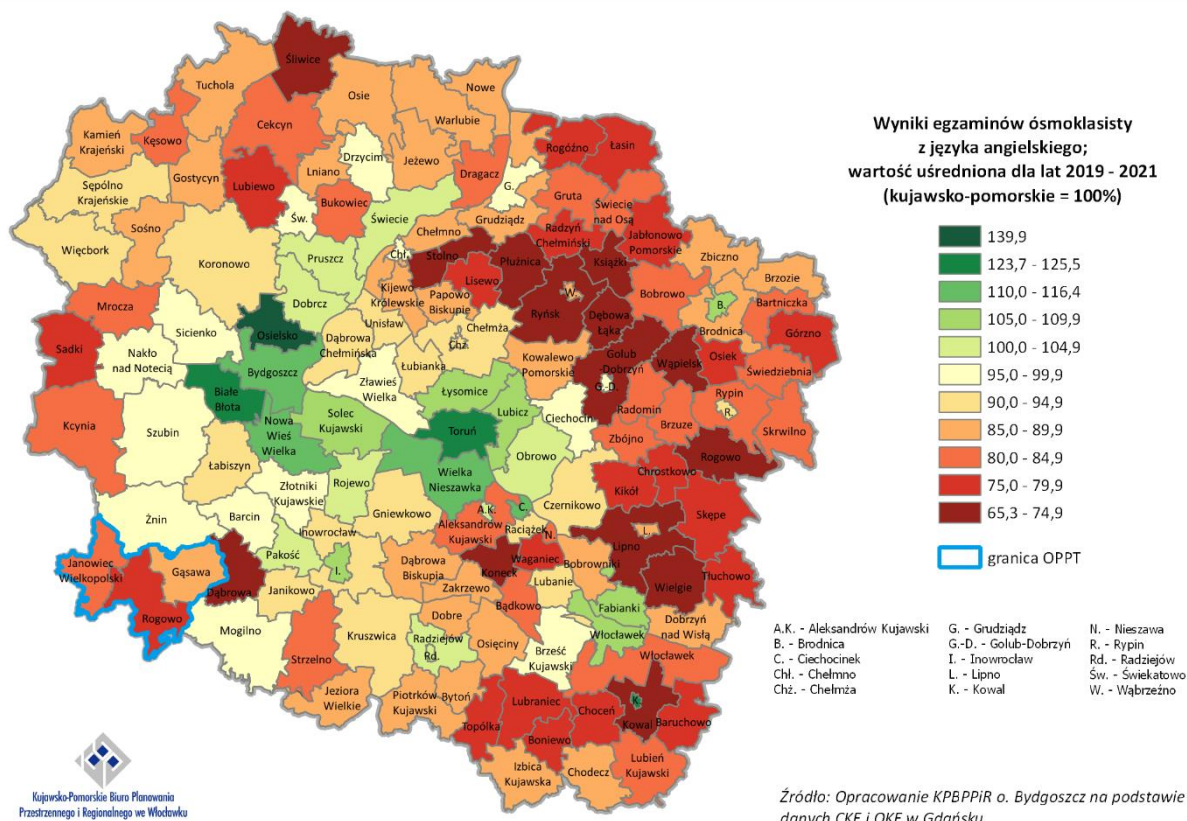 Śliwice
Tuchola
Osie
Nowe
Warlubie
Kamień
Krajeński
Kęsowo
Cekcyn
Drzycim
Jeżewo
Rogóźno
Łasin
Gostycyn
Lubiewo
Lniano
Bukowiec
Dragacz
G.
Gruta
Świecie
nad Osą
Sępólno
Krajeńskie
Sośno
Św.
Świecie
Chełmno
Grudziądz
Radzyń
Chełmiński
Jabłonowo
Pomorskie
Więcbork
Koronowo
Pruszcz
Chł.
Stolno
Płużnica
Książki
Zbiczno
Brzozie
Mrocza
Dobrcz
Kijewo
Królewskie
Lisewo
Papowo
Biskupie
W.
Bobrowo
B.
Bartniczka
Sadki
Sicienko
Osielsko
Unisław
Dąbrowa
Chełmińska
Chełmża
Chż.
Ryńsk
Dębowa
Łąka
Brodnica
Górzno
Nakło
nad Notecią
Bydgoszcz
Łubianka
Kowalewo
Pomorskie
Golub
-Dobrzyń
G.-D.
Wąpielsk
Osiek
Świedziebnia
Kcynia
Białe
Błota
Zławieś
Wielka
Łysomice
Lubicz
Ciechocin
Radomin
Rypin
R.
Szubin
Nowa
Wieś
Wielka
Solec
Kujawski
Toruń
Obrowo
Zbójno
Brzuze
Skrwilno
Łabiszyn
Wielka
Nieszawka
Chrostkowo
Rogowo
Złotniki
Kujawskie
Rojewo
Gniewkowo
Czernikowo
Kikół
Skępe
Żnin
Barcin
Inowrocław
A.K.
C.
Aleksandrów
Kujawski
Raciążek
N.
L.
Lipno
Janowiec
Wielkopolski
Gąsawa
Dąbrowa
Pakość
I.
Dąbrowa
Biskupia
Koneck
Waganiec
Bobrowniki
Wielgie
Tłuchowo
Rogowo
Janikowo
Zakrzewo
Lubanie
Bądkowo
Fabianki
Mogilno
Kruszwica
Dobre
Radziejów
Rd.
Osięciny
Brześć
Kujawski
Włocławek
Dobrzyń
nad Wisłą
Strzelno
Włocławek
Jeziora
Wielkie
Piotrków
Kujawski
Bytoń
Lubraniec
Choceń
K.
Kowal
Baruchowo
Topólka
Boniewo
Izbica
Kujawska
Chodecz
Lubień
Kujawski
Wyniki egzaminów ósmoklasisty
z języka angielskiego;
wartość uśredniona dla lat 2019 - 2021
(kujawsko-pomorskie = 100%)
139,9
123,7 - 125,5
110,0 - 116,4
105,0 - 109,9
100,0 - 104,9
95,0 - 99,9
90,0 - 94,9
85,0 - 89,9
80,0 - 84,9
75,0 - 79,9
65,3 - 74,9
granica OPPT
A.K. - Aleksandrów Kujawski
B. - Brodnica
C. - Ciechocinek
Chł. - Chełmno
Chż. - Chełmża
G. - Grudziądz
G.-D. - Golub-Dobrzyń
I. - Inowrocław
L. - Lipno
K. - Kowal
N. - Nieszawa
R. - Rypin
Rd. - Radziejów
Św. - Świekatowo
W. - Wąbrzeźno
Kujawsko-Pomorskie Biuro Planowania
Przestrzennego i Regionalnego we Włocławku
Źródło: Opracowanie KPBPPiR o. Bydgoszcz na podstawie
danych CKE i OKE w Gdańsku